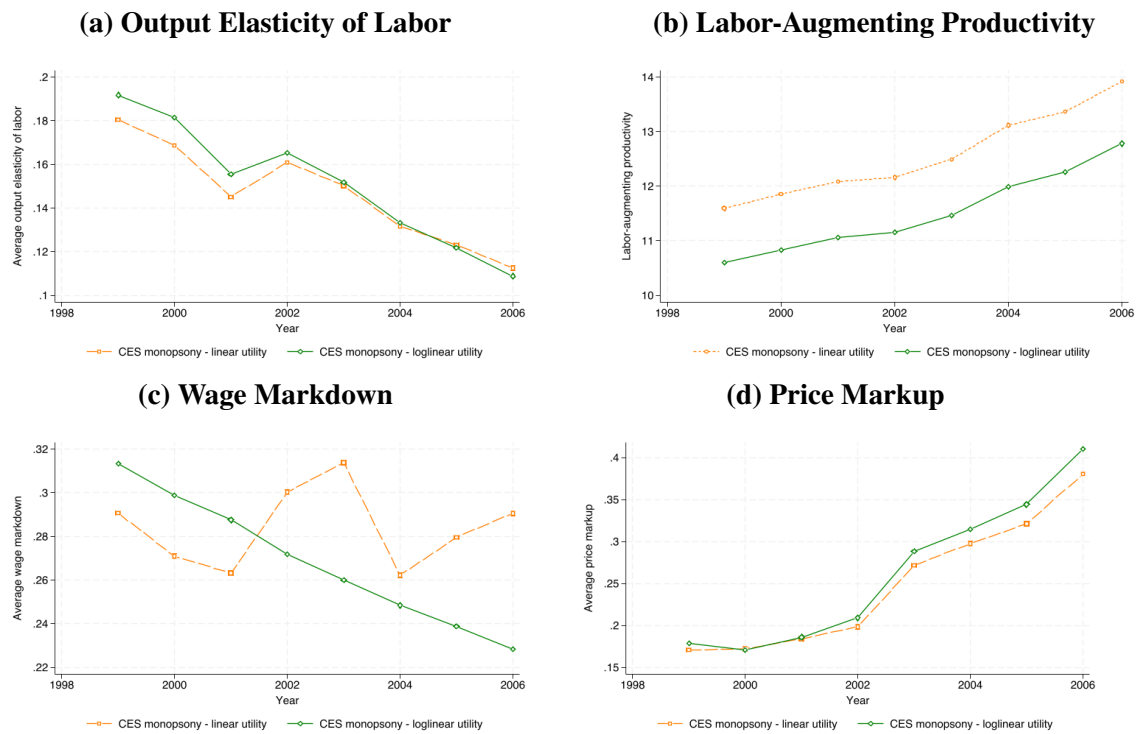 (a) Output Elasticity of Labor
Average output elasticity of labor
.2
.18
.16
.14
.12
.1
1998
2000
2002
2004
2006
Year
CES monopsony - linear utility
CES monopsony - loglinear utility
(b) Labor-Augmenting Productivity
Labor-augmenting productivity
14
13
12
11
10
1998
2000
2002
2004
2006
Year
CES monopsony - linear utility
CES monopsony - loglinear utility
(c) Wage Markdown
Average wage markdown
.32
.3
.28
.26
.24
.22
1998
2000
2002
2004
2006
Year
CES monopsony - linear utility
CES monopsony - loglinear utility
(d) Price Markup
Average price markup
.4
.35
.3
.25
.2
.15
1998
2000
2002
2004
2006
Year
CES monopsony - linear utility
CES monopsony - loglinear utility